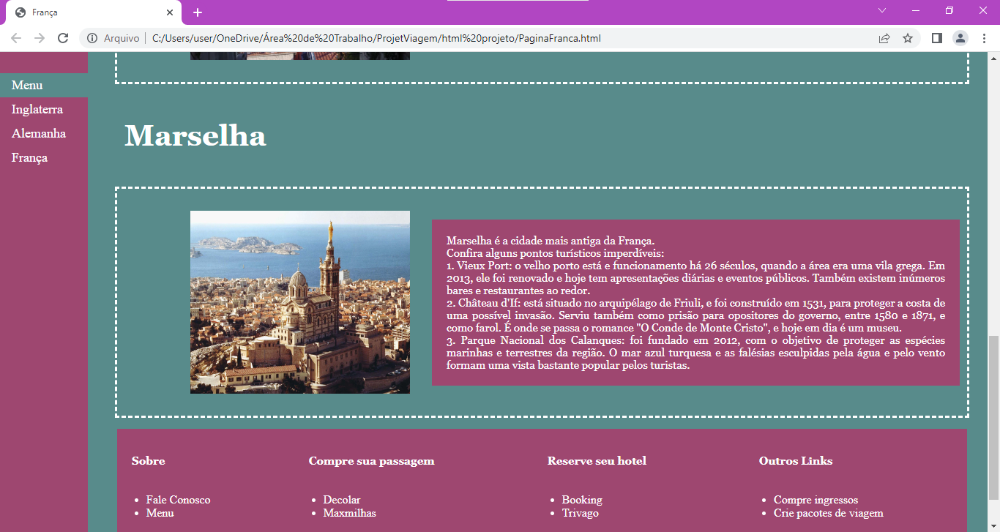 França
Arquivo | C:/Users/user/OneDrive/Área%20de%20Trabalho/ProjetViagem/html%20projeto/PaginaFranca.html
Menu
Inglaterra
Alemanha
França
Marselha
Marselha é a cidade mais antiga da França.
Confira alguns pontos turísticos imperdíveis:
1. Vieux Port: o velho porto está e funcionamento há 26 séculos, quando a área era uma vila grega. Em
2013, ele foi renovado e hoje tem apresentações diárias e eventos públicos. Também existem inúmeros
bares e restaurantes ao redor.
2. Château d'If: está situado no arquipélago de Friuli, e foi construído em 1531, para proteger a costa de
uma possível invasão. Serviu também como prisão para opositores do governo, entre 1580 e 1871, e
como farol. É onde se passa o romance "O Conde de Monte Cristo", e hoje em dia é um museu.
3. Parque Nacional dos Calanques: foi fundado em 2012, com o objetivo de proteger as espécies
marinhas e terrestres da região. O mar azul turquesa e as falésias esculpidas pela água e pelo vento
formam uma vista bastante popular pelos turistas.
Sobre
Fale Conosco
Menu
Compre sua passagem
Decolar
Maxmilhas
Reserve seu hotel
Booking
Trivago
Outros Links
Compre ingressos
Crie pacotes de viagem